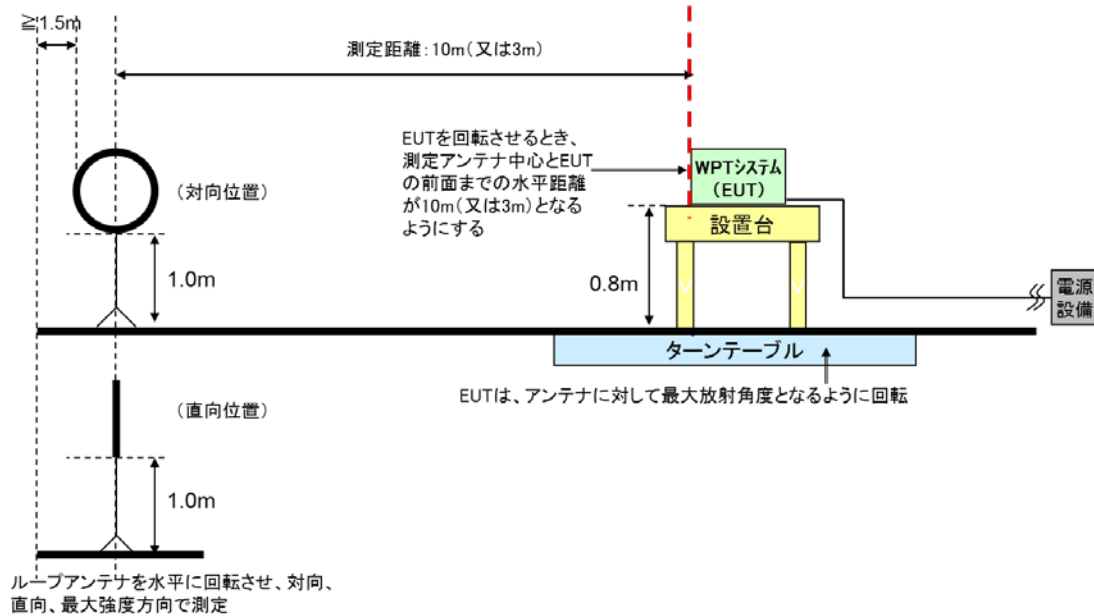 ≧1.5m
測定距離：10m（又は3m）
EUTを回転させるとき、
測定アンテナ中心とEUT
の前面までの水平距離
が10m（又は3m）となる
ようにする
WPTシステム
（EUT）
（対向位置）
設置台
1.0m
0.8m
電源
設備
ターンテーブル
EUTは、アンテナに対して最大放射角度となるように回転
（直向位置）
1.0m
ループアンテナを水平に回転させ、対向、
直向、最大強度方向で測定